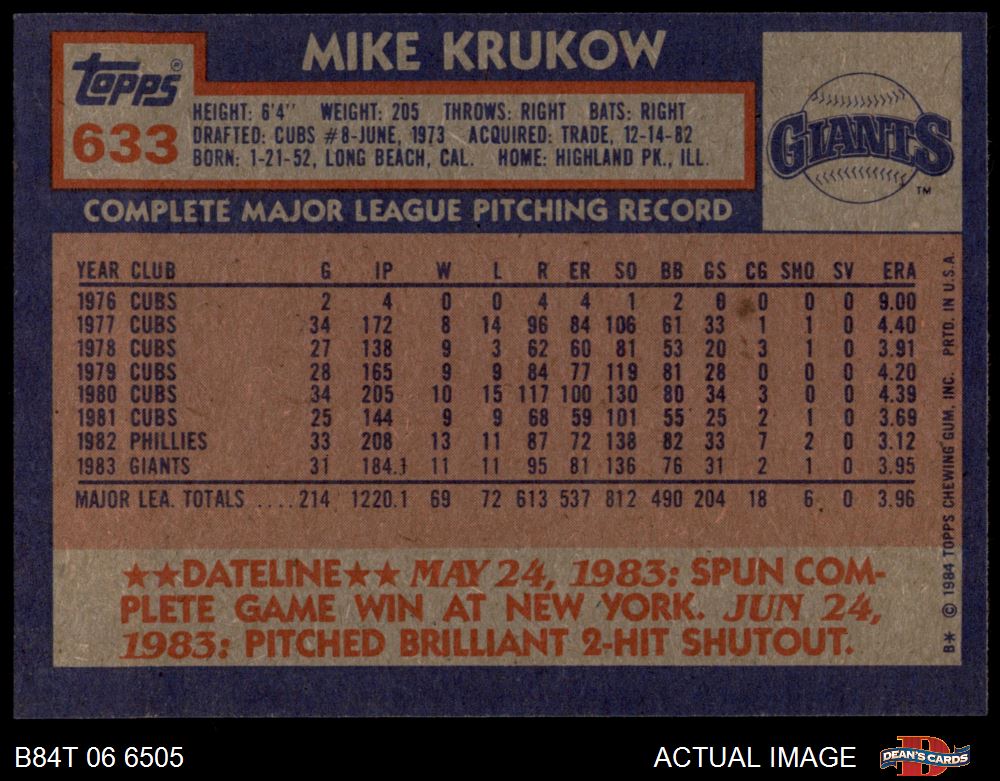 MIKE KRUKOW
Topps®
633
HEIGHT: 6'4" WEIGHT: 205 THROWS: RIGHT BATS: RIGHT
DRAFTED: CUBS #8-JUNE, 1973 ACQUIRED: TRADE, 12-14-82
BORN: 1-21-52, LONG BEACH, CAL. HOME: HIGHLAND PK., ILL.
GIANTS
TM
COMPLETE MAJOR LEAGUE PITCHING RECORD
YEAR CLUB G IP W L R ER SO BB GS CG SHO SV ERA
1976 CUBS 2 4 0 0 4 4 1 2 0 0 0 0 9.00
1977 CUBS 34 172 8 14 96 84 106 61 33 1 1 0 4.40
1978 CUBS 27 138 9 3 62 60 81 53 20 3 1 0 3.91
1979 CUBS 28 165 9 9 84 77 119 81 28 0 0 0 4.20
1980 CUBS 34 205 10 15 117 100 130 80 34 3 0 0 4.39
1981 CUBS 25 144 9 9 68 59 101 55 25 2 1 0 3.69
1982 PHILLIES 33 208 13 11 87 72 138 82 33 7 2 0 3.12
1983 GIANTS 31 184.1 11 11 95 81 136 76 31 2 1 0 3.95
MAJOR LEA. TOTALS .... 214 1220.1 69 72 613 537 812 490 204 18 6 0 3.96
★★DATELINE★★ MAY 24, 1983: SPUN COM-
PLETE GAME WIN AT NEW YORK. JUN 24,
1983: PITCHED BRILLIANT 2-HIT SHUTOUT.
B* © 1984 TOPPS CHEWING GUM, INC. PRTD. IN U.S.A.
B84T 06 6505
ACTUAL IMAGE
D
DEAN'S CARDS